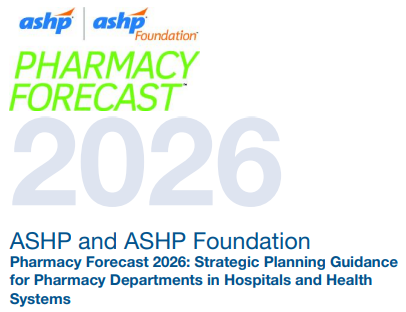 ashp ashp
Foundation
PHARMACY
FORECAST™
2026
ASHP and ASHP Foundation
Pharmacy Forecast 2026: Strategic Planning Guidance
for Pharmacy Departments in Hospitals and Health
Systems